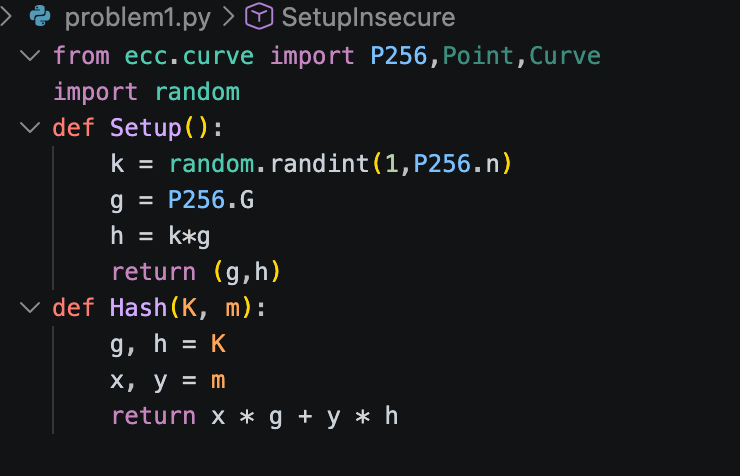 problem1.py > SetupInsecure
from ecc.curve import P256,Point,Curve
import random
def Setup():
    k = random.randint(1,P256.n)
    g = P256.G
    h = k*g
    return (g,h)
def Hash(K, m):
    g, h = K
    x, y = m
    return x * g + y * h